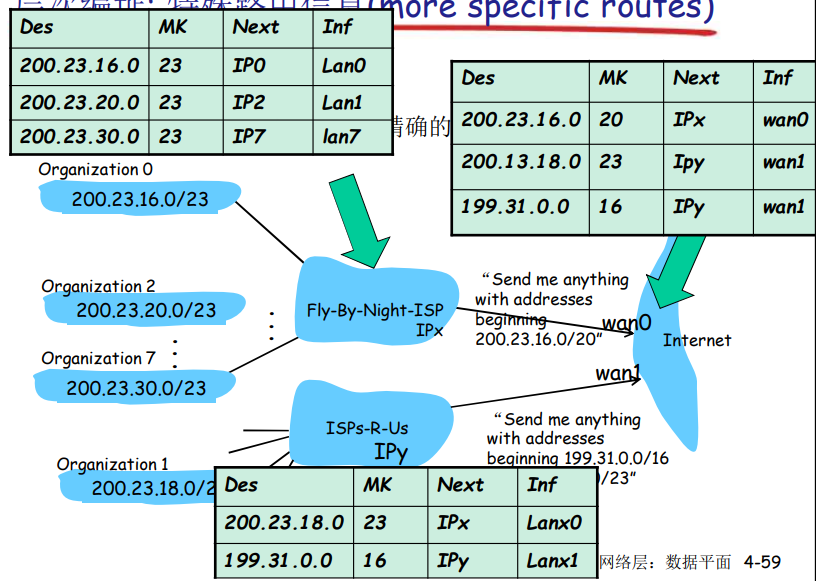 (more specific routes)
Des MK Next Inf
200.23.16.0 23 IP0 Lan0
200.23.20.0 23 IP2 Lan1
200.23.30.0 23 IP7 lan7
Des MK Next Inf
200.23.16.0 20 IPx wan0
200.13.18.0 23 Ipy wan1
199.31.0.0 16 IPy wan1
精确的
Organization 0
200.23.16.0/23
Organization 2
200.23.20.0/23
Organization 7
200.23.30.0/23
Fly-By-Night-ISP
IPx
“Send me anything
with addresses
beginning
200.23.16.0/20”
wan0
Internet
wan1
ISPs-R-Us
IPy
“Send me anything
with addresses
beginning 199.31.0.0/16
/23”
Organization 1
200.23.18.0/2
Des MK Next Inf
200.23.18.0 23 IPx Lanx0
199.31.0.0 16 IPy Lanx1
网络层：数据平面 4-59